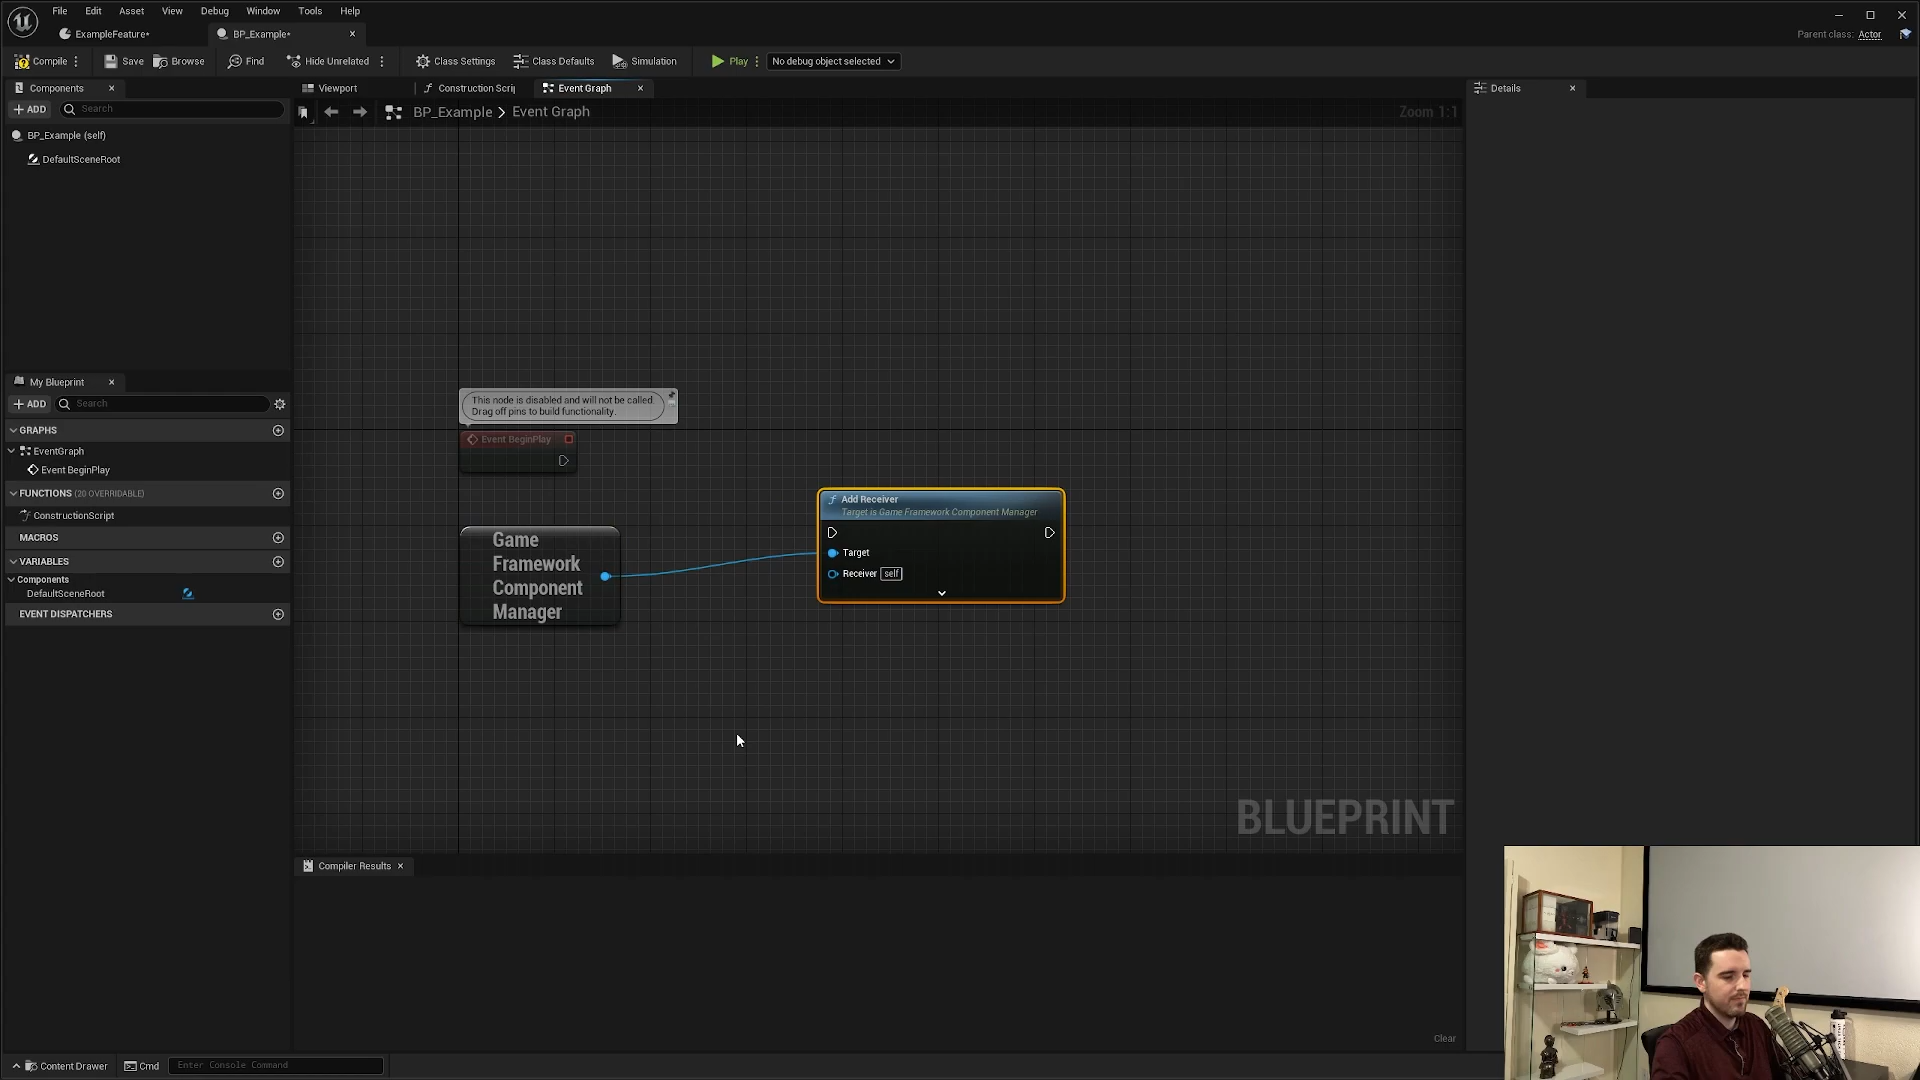 File Edit Asset View Debug Window Tools Help
ExampleFeature*
BP_Example*
Parent class: Actor
Compile
Save
Browse
Find
Hide Unrelated
Class Settings
Class Defaults
Simulation
Play
No debug object selected
Components
ADD
Search
BP_Example (self)
DefaultSceneRoot
Viewport
Construction Scrip
Event Graph
BP_Example > Event Graph
Zoom 1:1
Details
This node is disabled and will not be called.
Drag off pins to build functionality.
Event BeginPlay
Game
Framework
Component
Manager
Add Receiver
Target is Game Framework Component Manager
Target
Receiver self
BLUEPRINT
My Blueprint
ADD
Search
GRAPHS
EventGraph
Event BeginPlay
FUNCTIONS (20 OVERRIDABLE)
ConstructionScript
MACROS
VARIABLES
Components
DefaultSceneRoot
EVENT DISPATCHERS
Compiler Results
Clear
Content Drawer
Cmd
Enter Console Command